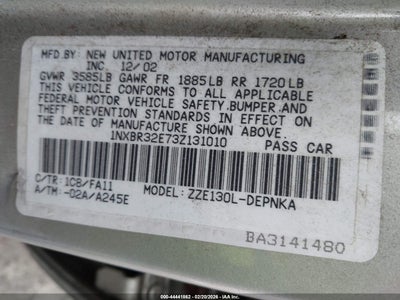 MFD. BY: NEW UNITED MOTOR MANUFACTURING
INC. 12/02
GVWR 3585LB GAWR FR 1885LB RR 1720LB
THIS VEHICLE CONFORMS TO ALL APPLICABLE
FEDERAL MOTOR VEHICLE SAFETY, BUMPER, AND
THEFT PREVENTION STANDARDS IN EFFECT ON
THE DATE OF MANUFACTURE SHOWN ABOVE.
1NXBR32E73Z131010 PASS CAR
C/TR: 1C8/FA11
A/TM: -02A/A245E MODEL: ZZE130L-DEPNKA
BA3141480
000-44441862 - 02/20/2026 - IAA HOLDINGS, LLC